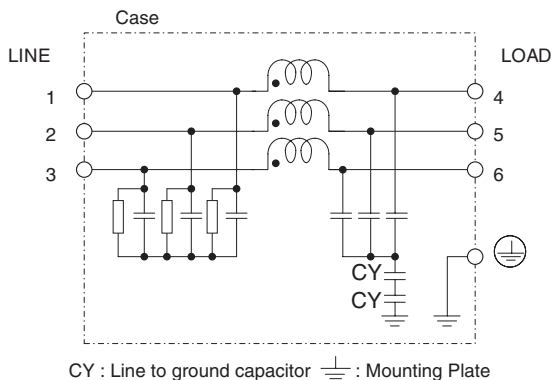 Case
LINE
LOAD
1
4
2
5
3
6
CY
CY
CY : Line to ground capacitor : Mounting Plate